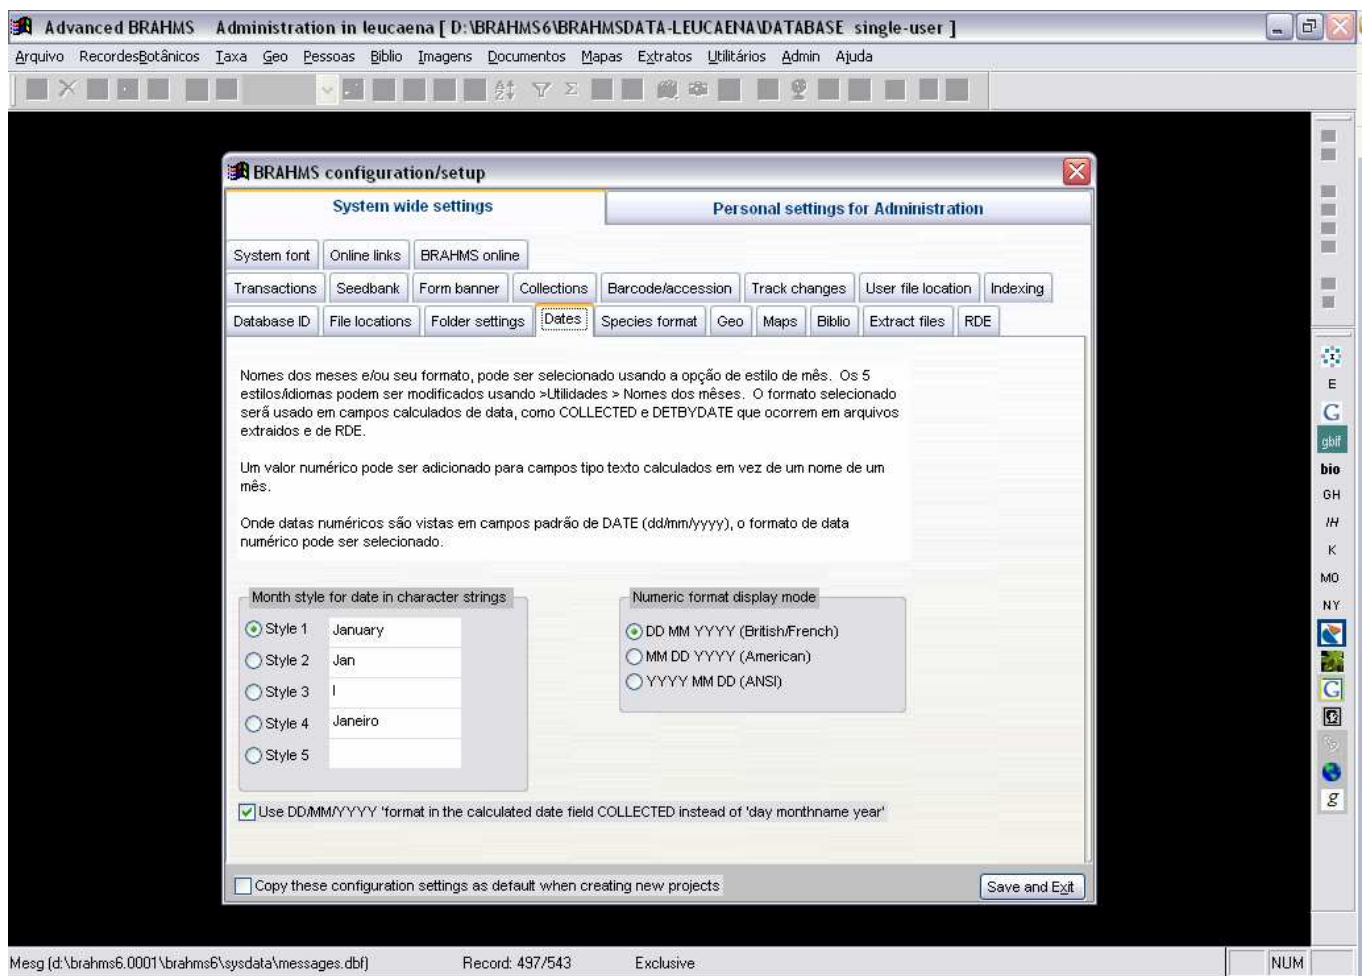 Advanced BRAHMS Administration in leucaena [ D:\BRAHMS6\BRAHMSDATA-LEUCAENA\DATABASE single-user ]
Arquivo RecordesBotânicos Taxa Geo Pessoas Biblio Imagens Documentos Mapas Extratos Utilitários Admin Ajuda
BRAHMS configuration/setup
System wide settings Personal settings for Administration
System font Online links BRAHMS online
Transactions Seedbank Form banner Collections Barcode/accession Track changes User file location Indexing
Database ID File locations Folder settings Dates Species format Geo Maps Biblio Extract files RDE
Nomes dos meses e/ou seu formato, pode ser selecionado usando a opção de estilo de mês. Os 5
estilos/idiomas podem ser modificados usando >Utilidades > Nomes dos mêses. O formato selecionado
será usado em campos calculados de data, como COLLECTED e DETBYDATE que ocorrem em arquivos
extraidos e de RDE.
Um valor numérico pode ser adicionado para campos tipo texto calculados em vez de um nome de um
mês.
Onde datas numéricos são vistas em campos padrão de DATE (dd/mm/yyyy), o formato de data
numérico pode ser selecionado.
Month style for date in character strings
Style 1 January
Style 2 Jan
Style 3 I
Style 4 Janeiro
Style 5
Numeric format display mode
DD MM YYYY (British/French)
MM DD YYYY (American)
YYYY MM DD (ANSI)
Use DD/MM/YYYY 'format in the calculated date field COLLECTED instead of 'day monthname year'
Copy these configuration settings as default when creating new projects
Save and Exit
E
G
gbif
bio
GH
IH
K
MO
NY
G
g
Mesg (d:\brahms6.0001\brahms6\sysdata\messages.dbf) Record: 497/543 Exclusive NUM